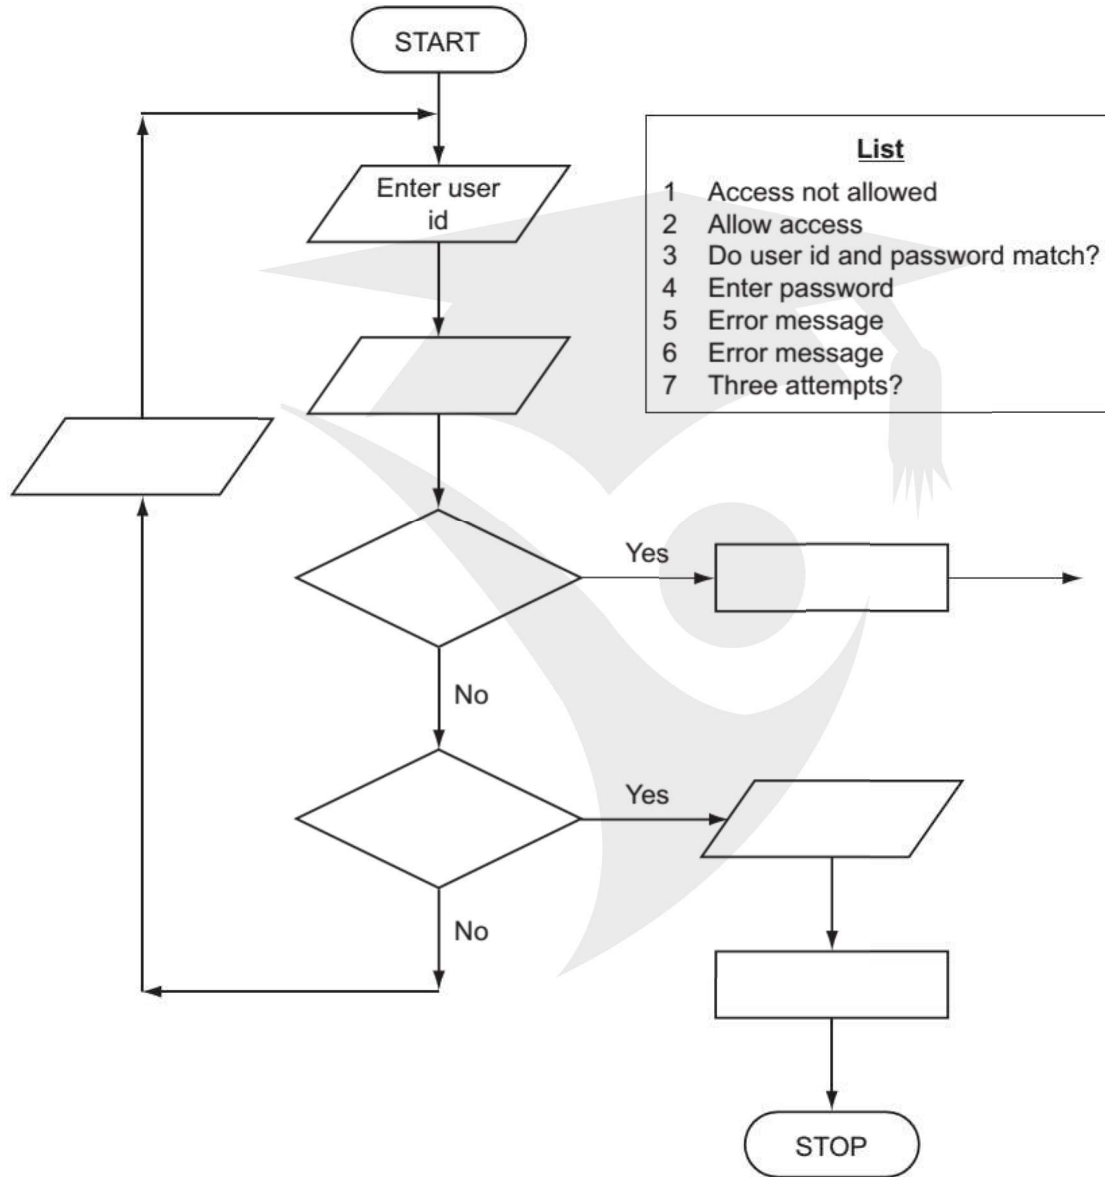 START
Enter user
id
List
1 Access not allowed
2 Allow access
3 Do user id and password match?
4 Enter password
5 Error message
6 Error message
7 Three attempts?
Yes
No
Yes
No
STOP